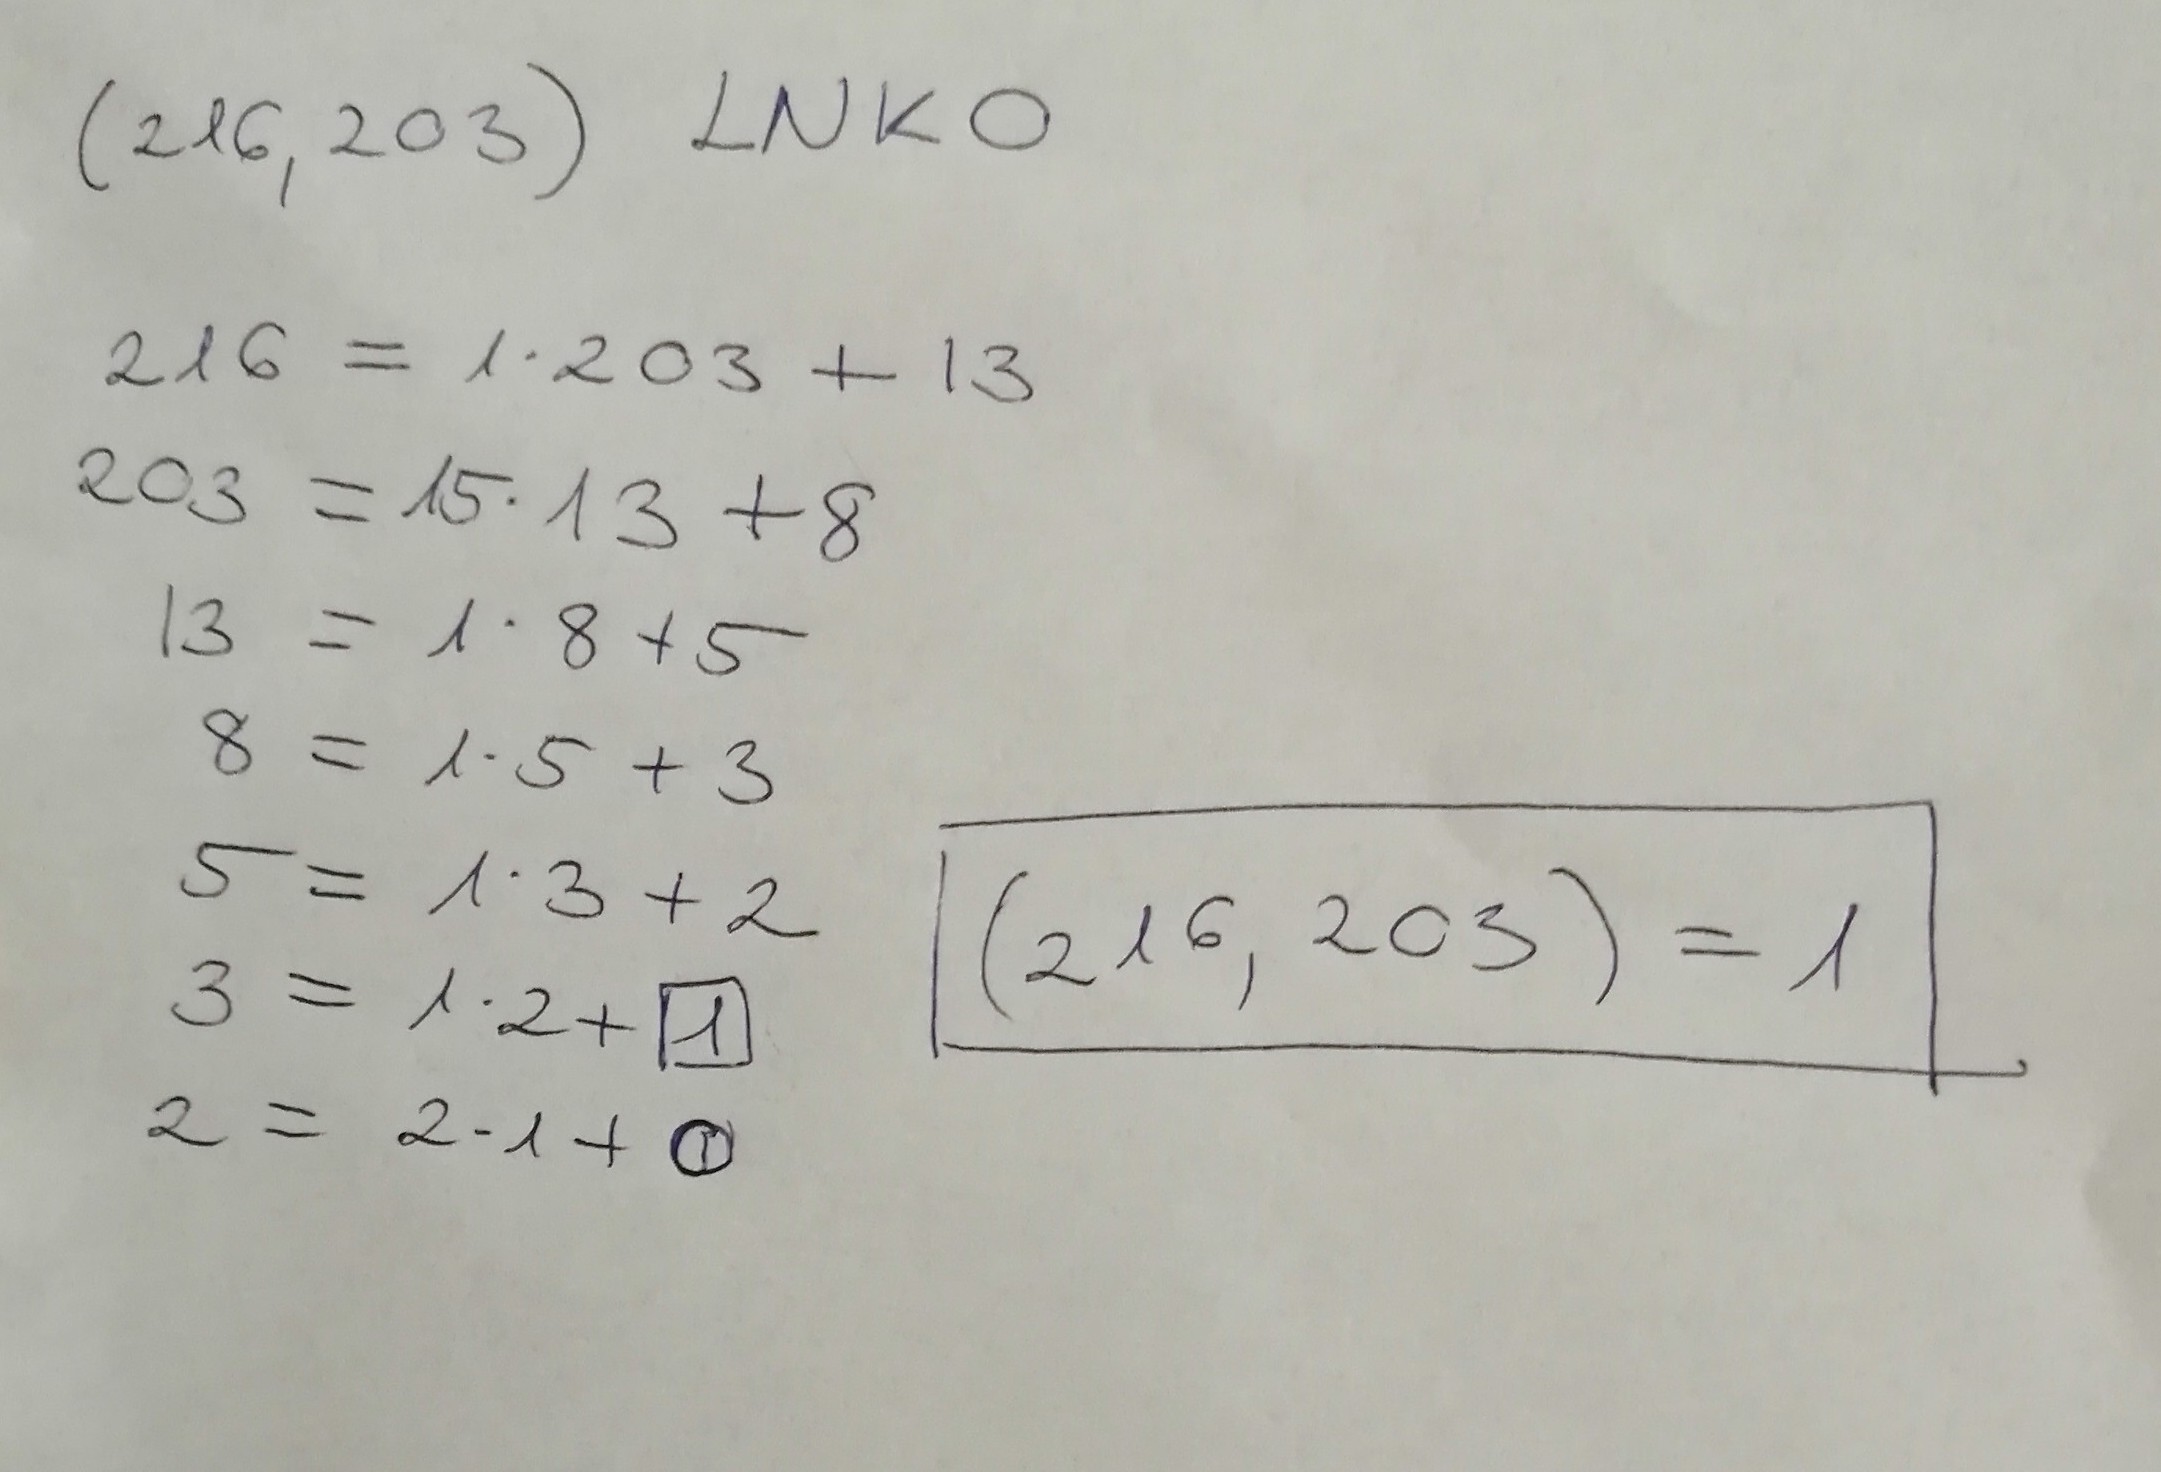 (216, 203) LNKO
216 = 1·203 + 13
203 = 15·13 + 8
13 = 1·8 + 5
8 = 1·5 + 3
5 = 1·3 + 2
3 = 1·2 + 1
2 = 2·1 + 0
(216, 203) = 1